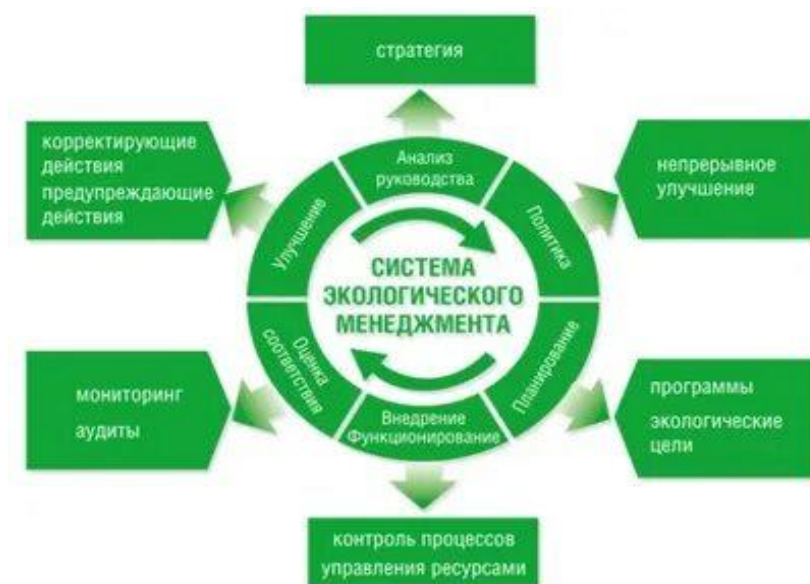 стратегия
корректирующие
действия
предупреждающие
действия
Анализ
руководства
непрерывное
улучшение
Улучшение
Политика
СИСТЕМА
ЭКОЛОГИЧЕСКОГО
МЕНЕДЖМЕНТА
Оценка
соответствия
Планирование
мониторинг
аудиты
Внедрение
Функционирование
программы
экологические
цели
контроль процессов
управления ресурсами